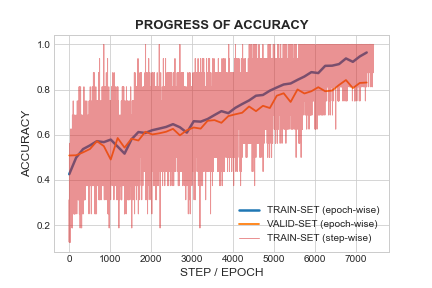 PROGRESS OF ACCURACY
ACCURACY
1.0
0.8
0.6
0.4
0.2
0 1000 2000 3000 4000 5000 6000 7000
STEP / EPOCH
TRAIN-SET (epoch-wise)
VALID-SET (epoch-wise)
TRAIN-SET (step-wise)